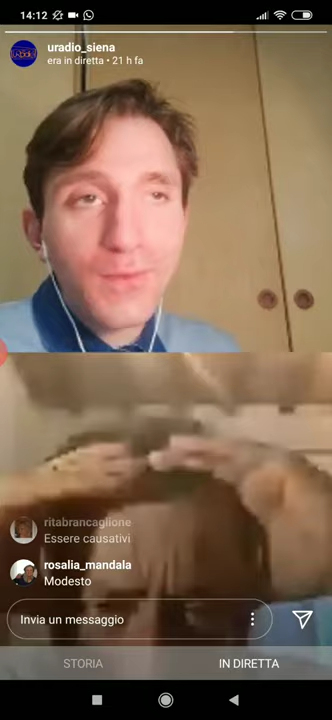 14:12
uradio_siena
era in diretta • 21 h fa
ritabrancaglione
Essere causativi
rosalia_mandala
Modesto
Invia un messaggio
STORIA
IN DIRETTA